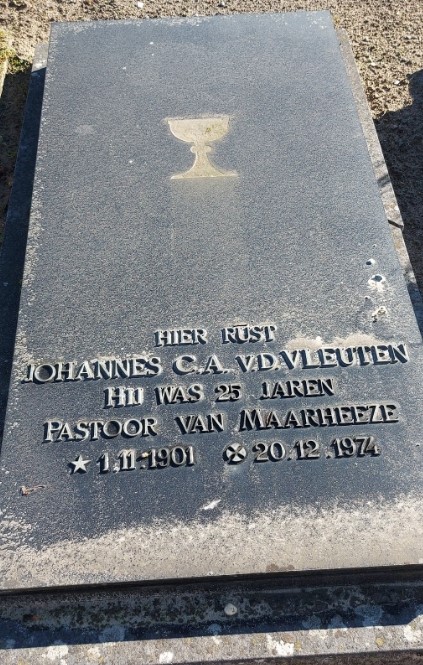 HIER RUST
JOHANNES C.A. V.D. VLEUTEN
HIJ WAS 25 JAREN
PASTOOR VAN MAARHEEZE
★ 1.11.1901 ✠ 20.12.1974